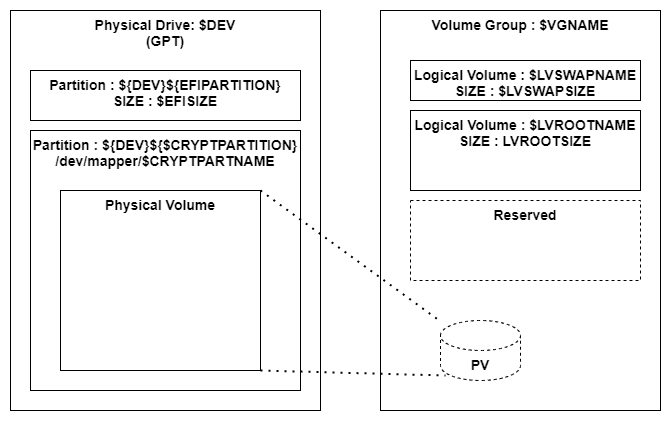 Physical Drive: $DEV
(GPT)
Partition : ${DEV}${EFIPARTITION}
SIZE : $EFISIZE
Partition : ${DEV}${$CRYPTPARTITION}
/dev/mapper/$CRYPTPARTNAME
Physical Volume
Volume Group : $VGNAME
Logical Volume : $LVSWAPNAME
SIZE : $LVSWAPSIZE
Logical Volume : $LVROOTNAME
SIZE : LVROOTSIZE
Reserved
PV